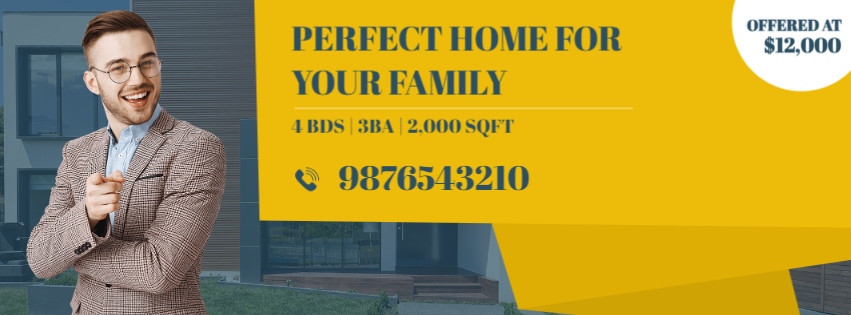 PERFECT HOME FOR
YOUR FAMILY
4 BDS | 3BA | 2,000 SQFT
9876543210
OFFERED AT
$12,000